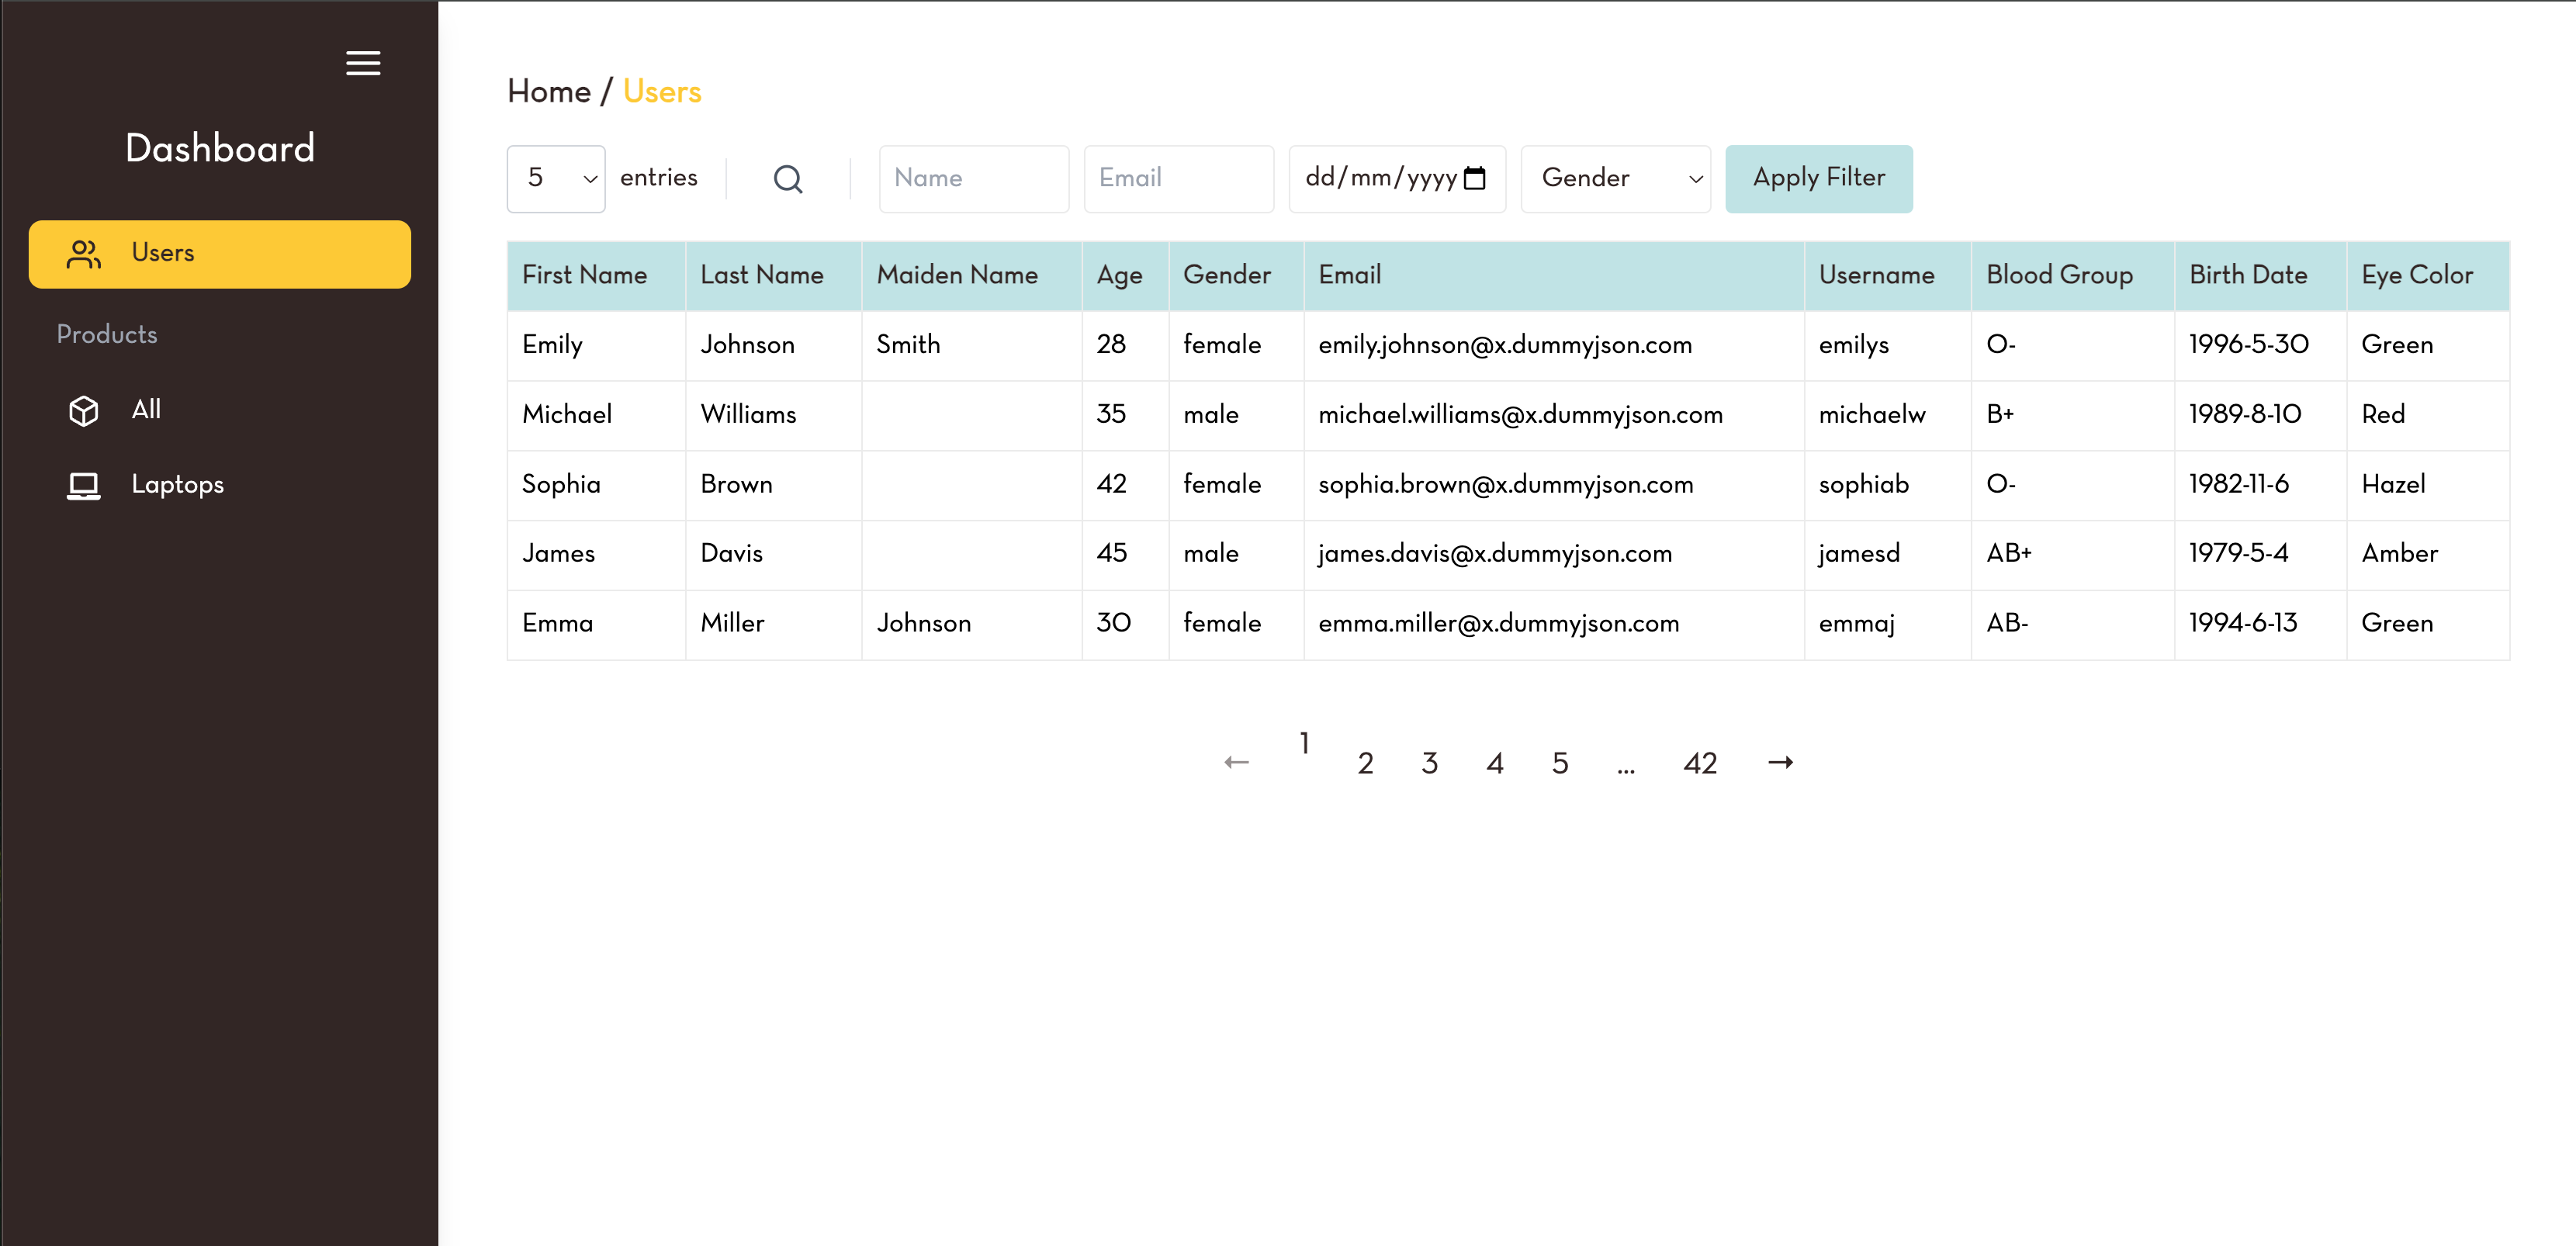 Dashboard
Users
Products
All
Laptops
Home / Users
5 entries Name Email dd/mm/yyyy Gender Apply Filter
First Name Last Name Maiden Name Age Gender Email Username Blood Group Birth Date Eye Color
Emily Johnson Smith 28 female emily.johnson@x.dummyjson.com emilys O- 1996-5-30 Green
Michael Williams 35 male michael.williams@x.dummyjson.com michaelw B+ 1989-8-10 Red
Sophia Brown 42 female sophia.brown@x.dummyjson.com sophiab O- 1982-11-6 Hazel
James Davis 45 male james.davis@x.dummyjson.com jamesd AB+ 1979-5-4 Amber
Emma Miller Johnson 30 female emma.miller@x.dummyjson.com emmaj AB- 1994-6-13 Green
← 1 2 3 4 5 ... 42 →